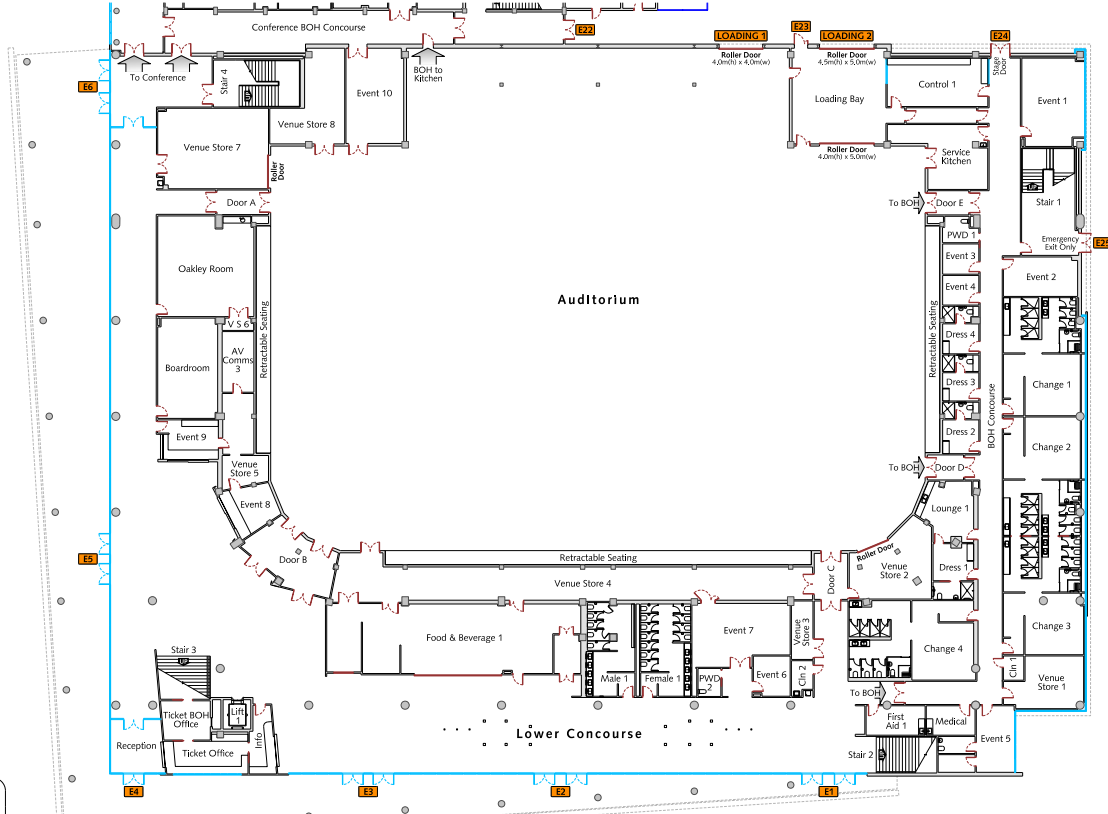 Conference BOH Concourse
E22
E23
LOADING 1
LOADING 2
E24
Roller Door
4.0m(h) x 4.0m(w)
Roller Door
4.5m(h) x 5.0m(w)
Stage
Door
To Conference
BOH to
Kitchen
E6
Stair 4
Event 10
Loading Bay
Control 1
Event 1
Venue Store 8
Venue Store 7
Roller
Door
Roller Door
4.0m(h) x 5.0m(w)
Service
Kitchen
Door A
To BOH
Door E
Stair 1
Emergency
Exit Only
E25
PWD 1
Event 3
Event 2
Oakley Room
Event 4
Auditorium
V S 6
Retractable Seating
Retractable Seating
Dress 4
AV
Comms
3
Boardroom
Dress 3
Change 1
BOH Concourse
Event 9
Dress 2
Change 2
Venue
Store 5
To BOH
Door D
Event 8
Lounge 1
Door B
E5
Retractable Seating
Roller Door
Venue
Store 2
Dress 1
Venue Store 4
Door C
Food & Beverage 1
Event 7
Venue
Store 3
Change 3
Change 4
Stair 3
Male 1
Female 1
PWD
2
Event 6
Cln 2
Cln 1
Venue
Store 1
To BOH
Ticket BOH
Office
Lift
1
Info
First
Aid 1
Medical
Reception
Ticket Office
Lower Concourse
Stair 2
Event 5
E4
E3
E2
E1